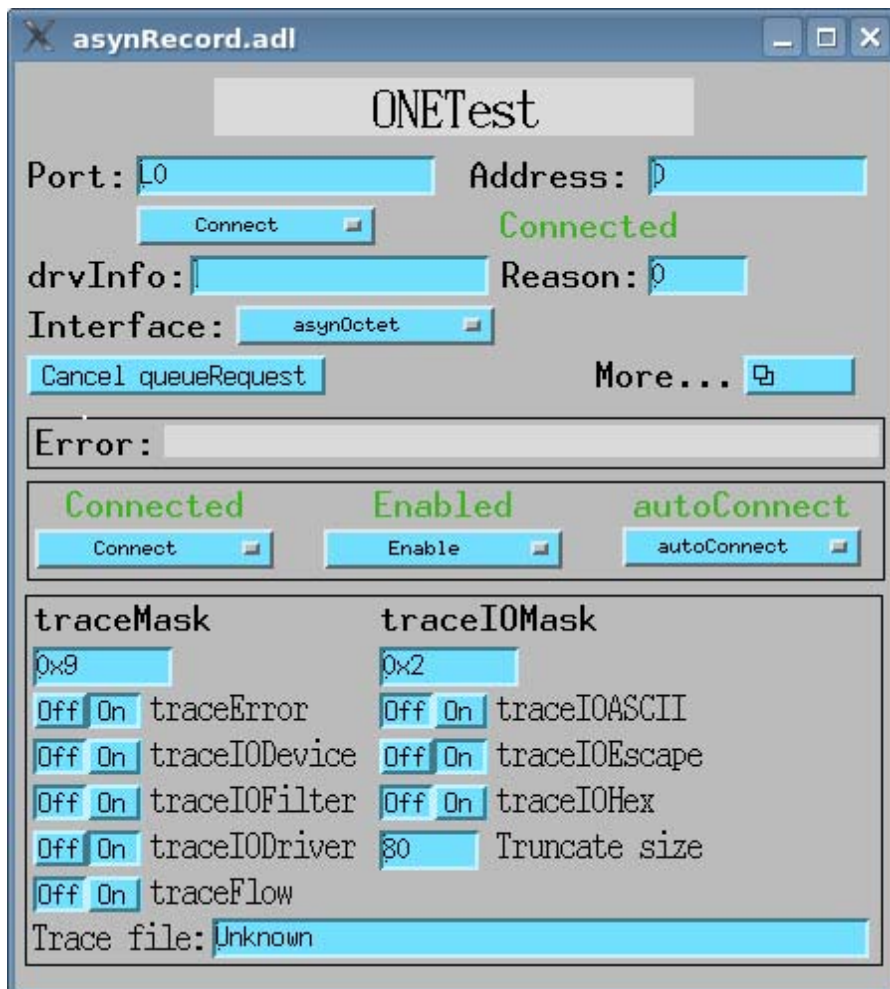 asynRecord.adl
ONETest
Port: L0 Address: 0
Connect Connected
drvInfo: Reason: 0
Interface: asynOctet
Cancel queueRequest More...
Error:
Connected Enabled autoConnect
Connect Enable autoConnect
traceMask traceIOMask
0x9 0x2
Off On traceError Off On traceIOASCII
Off On traceIODevice Off On traceIOEscape
Off On traceIOFilter Off On traceIOHex
Off On traceIODriver 80 Truncate size
Off On traceFlow
Trace file: Unknown